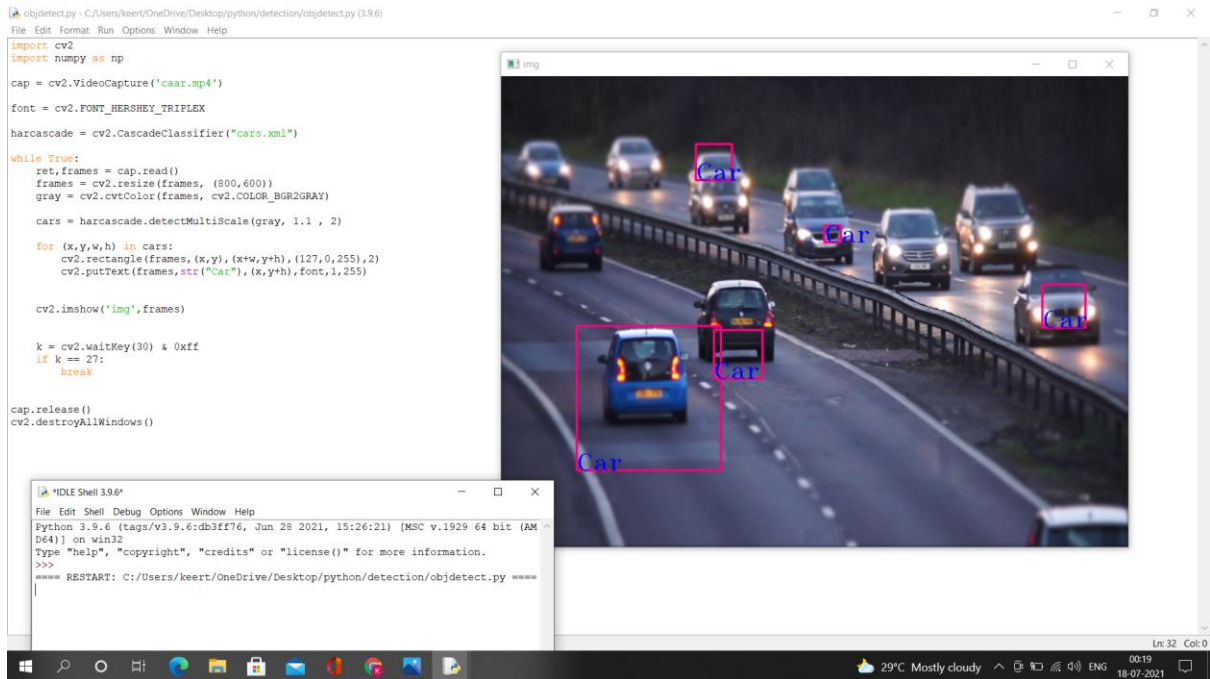 objdetect.py - C:/Users/keert/OneDrive/Desktop/python/detection/objdetect.py (3.9.6)
File Edit Format Run Options Window Help
import cv2
import numpy as np
cap = cv2.VideoCapture('caar.mp4')
font = cv2.FONT_HERSHEY_TRIPLEX
harcascade = cv2.CascadeClassifier("cars.xml")
while True:
    ret,frames = cap.read()
    frames = cv2.resize(frames, (800,600))
    gray = cv2.cvtColor(frames, cv2.COLOR_BGR2GRAY)
    cars = harcascade.detectMultiScale(gray, 1.1 , 2)
    for (x,y,w,h) in cars:
        cv2.rectangle(frames,(x,y),(x+w,y+h),(127,0,255),2)
        cv2.putText(frames,str("Car"),(x,y+h),font,1,255)
    cv2.imshow('img',frames)
    k = cv2.waitKey(30) & 0xff
    if k == 27:
        break
cap.release()
cv2.destroyAllWindows()
img
Car
Car
Car
Car
Car
*IDLE Shell 3.9.6*
File Edit Shell Debug Options Window Help
Python 3.9.6 (tags/v3.9.6:db3ff76, Jun 28 2021, 15:26:21) [MSC v.1929 64 bit (AM
D64)] on win32
Type "help", "copyright", "credits" or "license()" for more information.
>>>
==== RESTART: C:/Users/keert/OneDrive/Desktop/python/detection/objdetect.py ====
Ln: 32 Col: 0
29°C Mostly cloudy
ENG
00:19
18-07-2021